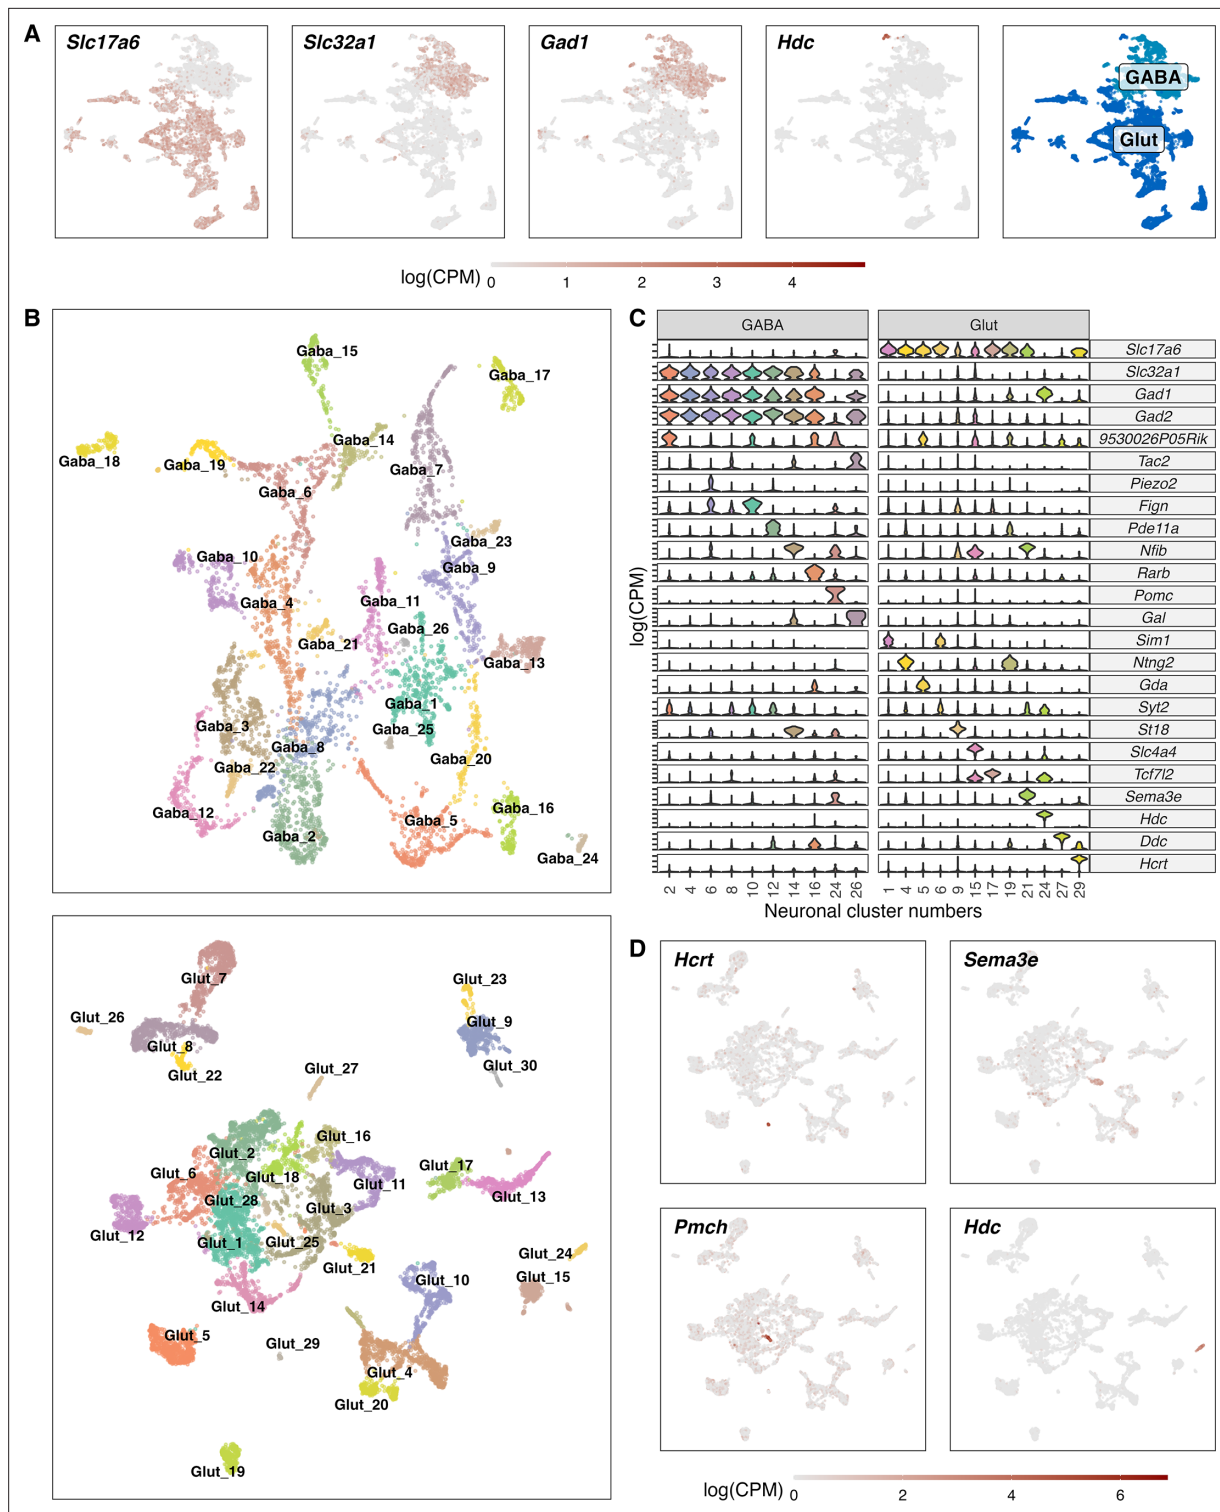 A
Slc17a6
Slc32a1
Gad1
Hdc
GABA
Glut
log(CPM)
0 1 2 3 4
B
Gaba_15
Gaba_17
Gaba_14
Gaba_18
Gaba_19
Gaba_7
Gaba_6
Gaba_23
Gaba_10
Gaba_9
Gaba_4
Gaba_11
Gaba_26
Gaba_21
Gaba_13
Gaba_1
Gaba_3
Gaba_25
Gaba_8
Gaba_20
Gaba_22
Gaba_12
Gaba_16
Gaba_5
Gaba_2
Gaba_24
Glut_7
Glut_23
Glut_26
Glut_9
Glut_8
Glut_30
Glut_22
Glut_27
Glut_16
Glut_2
Glut_17
Glut_6
Glut_18
Glut_11
Glut_13
Glut_28
Glut_3
Glut_12
Glut_1
Glut_25
Glut_24
Glut_21
Glut_15
Glut_10
Glut_14
Glut_5
Glut_29
Glut_4
Glut_20
Glut_19
C
GABA
Glut
Slc17a6
Slc32a1
Gad1
Gad2
9530026P05Rik
Tac2
Piezo2
Fign
Pde11a
Nfib
Rarb
Pomc
Gal
Sim1
Ntng2
Gda
Syt2
St18
Slc4a4
Tcf7l2
Sema3e
Hdc
Ddc
Hcrt
log(CPM)
2 4 6 8 10 12 14 16 24 26
1 4 5 6 9 15 17 19 21 24 27 29
Neuronal cluster numbers
D
Hcrt
Sema3e
Pmch
Hdc
log(CPM)
0 2 4 6